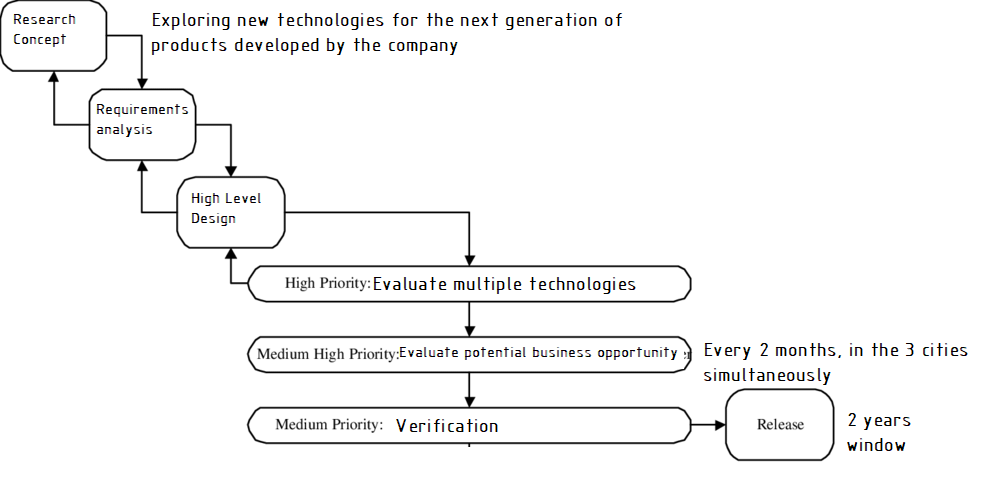 Research
Concept
Exploring new technologies for the next generation of
products developed by the company
Requirements
analysis
High Level
Design
High Priority: Evaluate multiple technologies
Medium High Priority: Evaluate potential business opportunity
Every 2 months, in the 3 cities
simultaneously
Medium Priority: Verification
Release
2 years
window